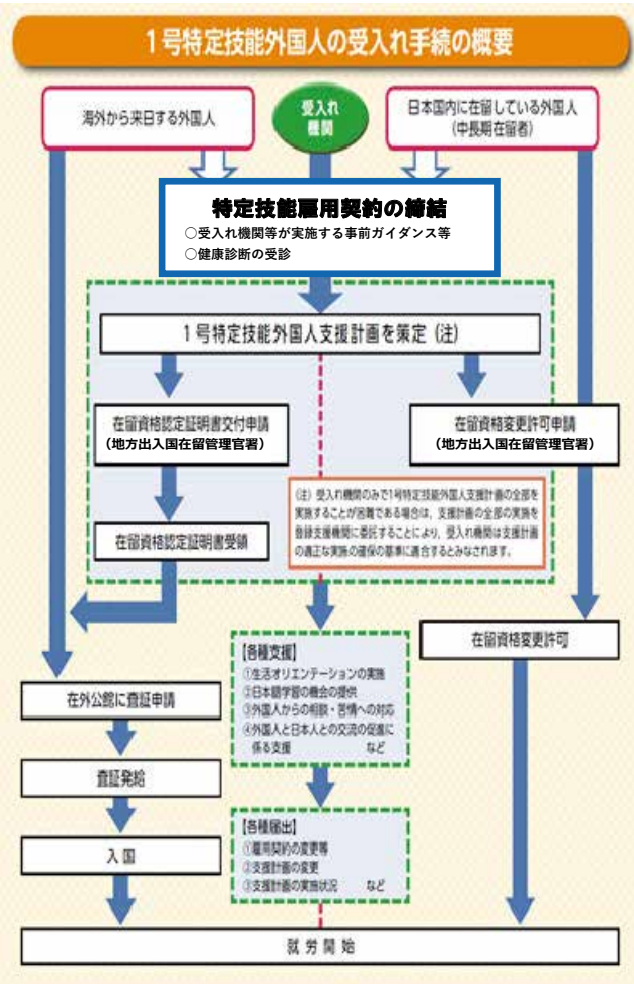 １号特定技能外国人の受入れ手続の概要
海外から来日する外国人
受入れ
機関
日本国内に在留している外国人
（中長期在留者）
特定技能雇用契約の締結
○受入れ機関等が実施する事前ガイダンス等
○健康診断の受診
１号特定技能外国人支援計画を策定（注）
在留資格認定証明書交付申請
（地方出入国在留管理官署）
在留資格変更許可申請
（地方出入国在留管理官署）
（注）受入れ機関のみで1号特定技能外国人支援計画の全部を
実施することが困難である場合は、支援計画の全部の実施を
登録支援機関に委託することにより、受入れ機関は支援計画
の適正な実施の確保の基準に適合するとみなされます。
在留資格認定証明書受領
在留資格変更許可
【各種支援】
①生活オリエンテーションの実施
②日本語学習の機会の提供
③外国人からの相談・苦情への対応
④外国人と日本人との交流の促進に
係る支援　など
在外公館に査証申請
査証発給
入国
【各種届出】
①雇用契約の変更等
②支援計画の変更
③支援計画の実施状況　など
就労開始